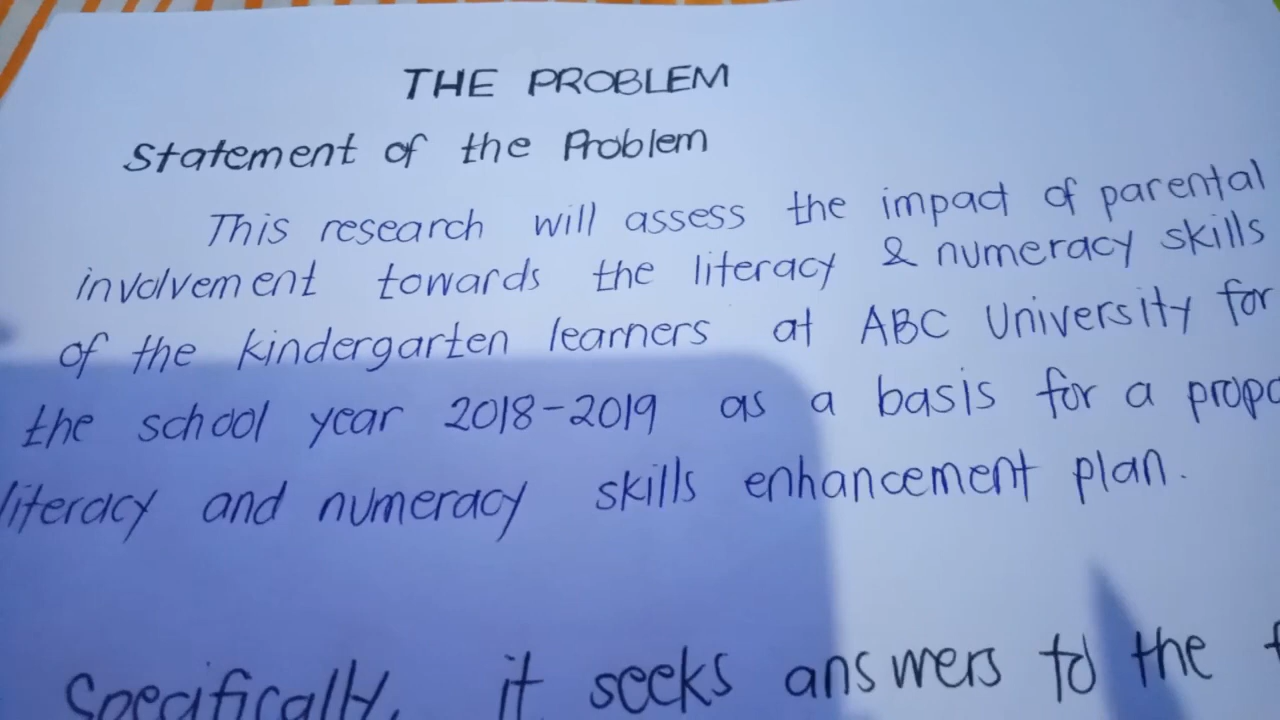 THE PROBLEM
Statement of the Problem
This research will assess the impact of parental
involvement towards the literacy & numeracy skills
of the kindergarten learners at ABC University for
the school year 2018-2019 as a basis for a
literacy and numeracy skills enhancement plan.
Specifically, it seeks answers to the